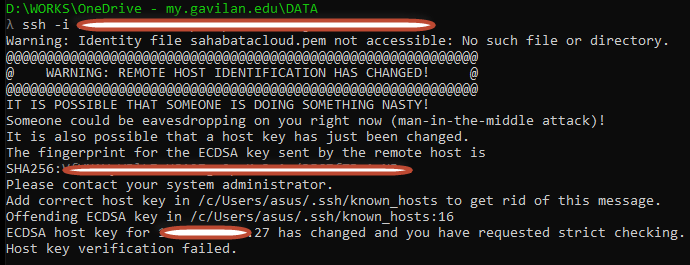 D:\WORKS\OneDrive - my.gavilan.edu\DATA
λ ssh -i
Warning: Identity file sahabatacloud.pem not accessible: No such file or directory.
@@@@@@@@@@@@@@@@@@@@@@@@@@@@@@@@@@@@@@@@@@@@@@@@@@@@@@@@@@@
@    WARNING: REMOTE HOST IDENTIFICATION HAS CHANGED!     @
@@@@@@@@@@@@@@@@@@@@@@@@@@@@@@@@@@@@@@@@@@@@@@@@@@@@@@@@@@@
IT IS POSSIBLE THAT SOMEONE IS DOING SOMETHING NASTY!
Someone could be eavesdropping on you right now (man-in-the-middle attack)!
It is also possible that a host key has just been changed.
The fingerprint for the ECDSA key sent by the remote host is
SHA256:
Please contact your system administrator.
Add correct host key in /c/Users/asus/.ssh/known_hosts to get rid of this message.
Offending ECDSA key in /c/Users/asus/.ssh/known_hosts:16
ECDSA host key for .27 has changed and you have requested strict checking.
Host key verification failed.